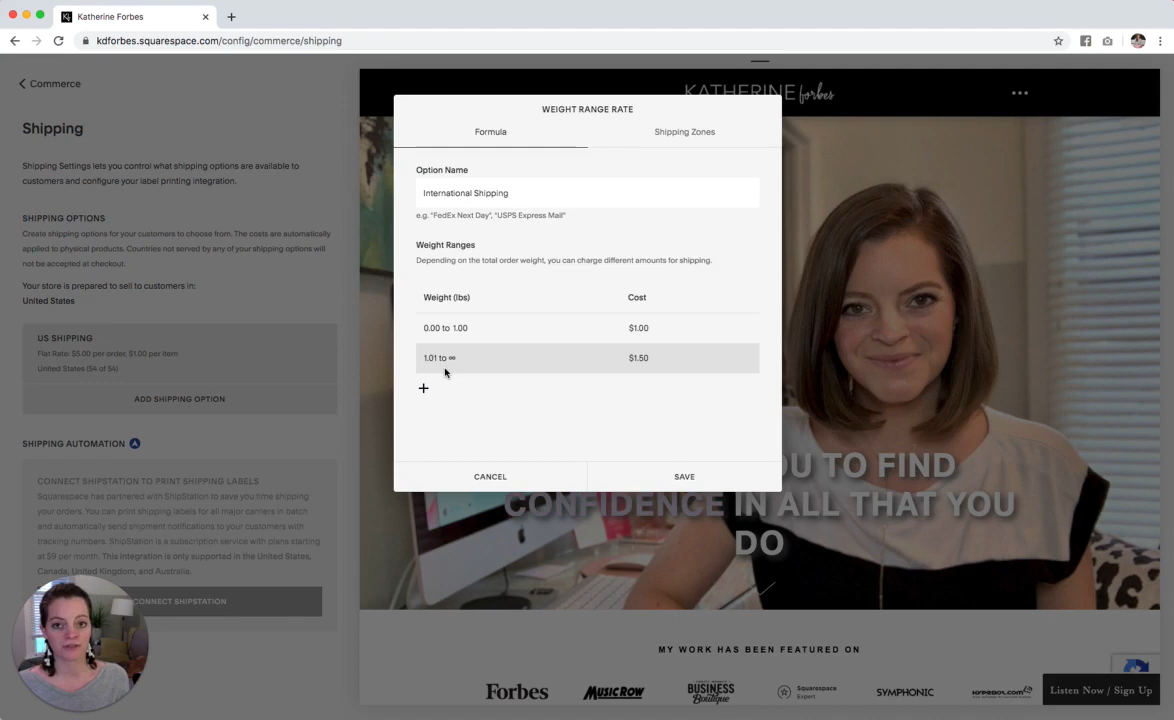 Katherine Forbes
kdforbes.squarespace.com/config/commerce/shipping
Commerce
Shipping
Shipping Settings lets you control what shipping options are available to
customers and configure your label printing integration.
SHIPPING OPTIONS
Create shipping options for your customers to choose from. The costs are automatically
applied to physical products. Countries not served by any of your shipping options will
not be accepted at checkout.
Your store is prepared to sell to customers in:
United States
US SHIPPING
Flat Rate: $5.00 per order, $1.00 per item
United States (54 of 54)
ADD SHIPPING OPTION
SHIPPING AUTOMATION
CONNECT SHIPSTATION TO PRINT SHIPPING LABELS
Squarespace has partnered with ShipStation to save you time shipping
your orders. You can print shipping labels for all major carriers in batch
and automatically send shipment notifications to your customers with
tracking numbers. ShipStation is a subscription service with plans starting
at $9 per month. This integration is only supported in the United States,
Canada, United Kingdom, and Australia.
CONNECT SHIPSTATION
WEIGHT RANGE RATE
Formula
Shipping Zones
Option Name
International Shipping
e.g. "FedEx Next Day", "USPS Express Mail"
Weight Ranges
Depending on the total order weight, you can charge different amounts for shipping.
Weight (lbs) Cost
0.00 to 1.00 $1.00
1.01 to ∞ $1.50
CANCEL
SAVE
KATHERINE forbes
OU TO FIND
CONFIDENCE IN ALL THAT YOU
DO
MY WORK HAS BEEN FEATURED ON
Forbes
MUSICROW
BUSINESS
Boutique
Squarespace
Expert
SYMPHONIC
HYPEBOT.COM
Listen Now / Sign Up